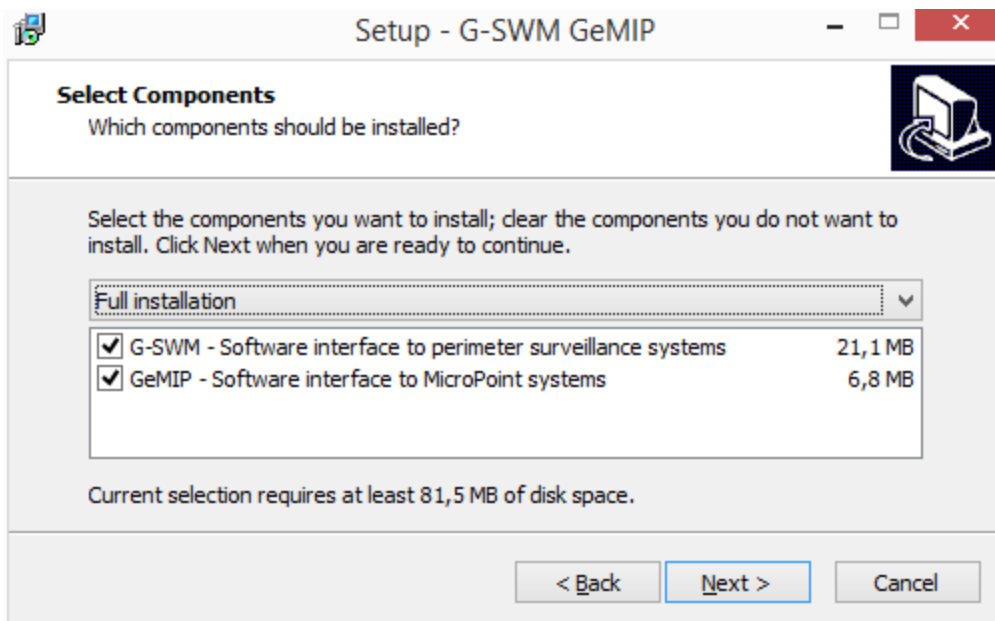 Setup - G-SWM GeMIP
Select Components
Which components should be installed?
Select the components you want to install; clear the components you do not want to
install. Click Next when you are ready to continue.
Full installation
G-SWM - Software interface to perimeter surveillance systems 21,1 MB
GeMIP - Software interface to MicroPoint systems 6,8 MB
Current selection requires at least 81,5 MB of disk space.
< Back Next > Cancel